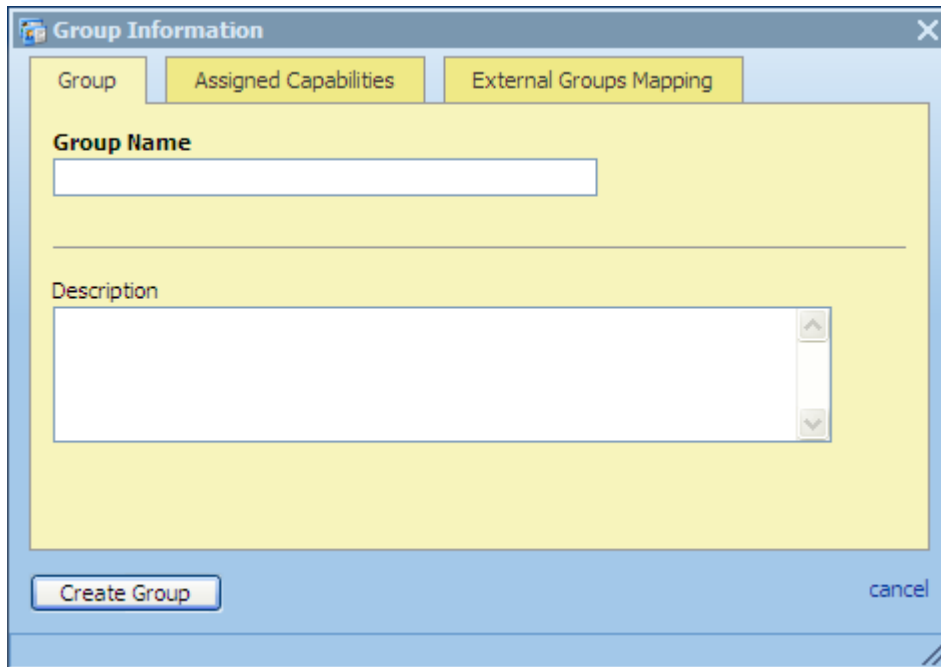 Group Information
Group Assigned Capabilities External Groups Mapping
Group Name
Description
Create Group cancel